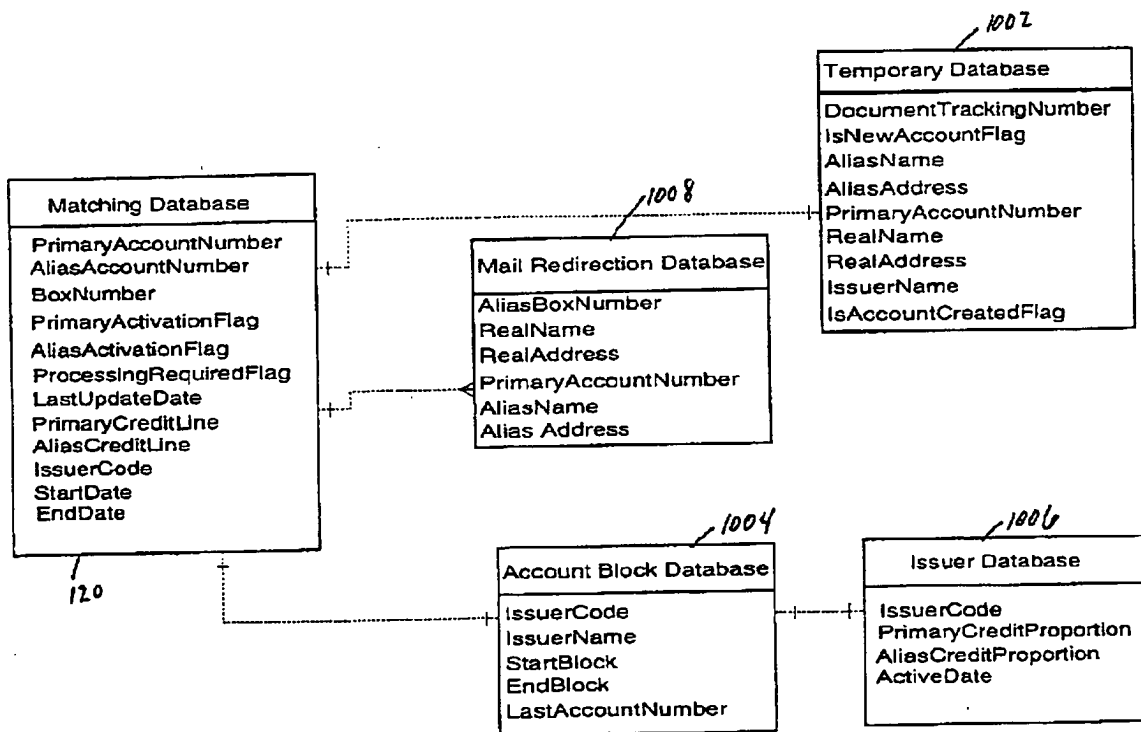 1002
Temporary Database
DocumentTrackingNumber
IsNewAccountFlag
AliasName
AliasAddress
PrimaryAccountNumber
RealName
RealAddress
IssuerName
IsAccountCreatedFlag
Matching Database
PrimaryAccountNumber
AliasAccountNumber
BoxNumber
PrimaryActivationFlag
AliasActivationFlag
ProcessingRequiredFlag
LastUpdateDate
PrimaryCreditLine
AliasCreditLine
IssuerCode
StartDate
EndDate
120
1008
Mail Redirection Database
AliasBoxNumber
RealName
RealAddress
PrimaryAccountNumber
AliasName
Alias Address
1004
Account Block Database
IssuerCode
IssuerName
StartBlock
EndBlock
LastAccountNumber
1006
Issuer Database
IssuerCode
PrimaryCreditProportion
AliasCreditProportion
ActiveDate